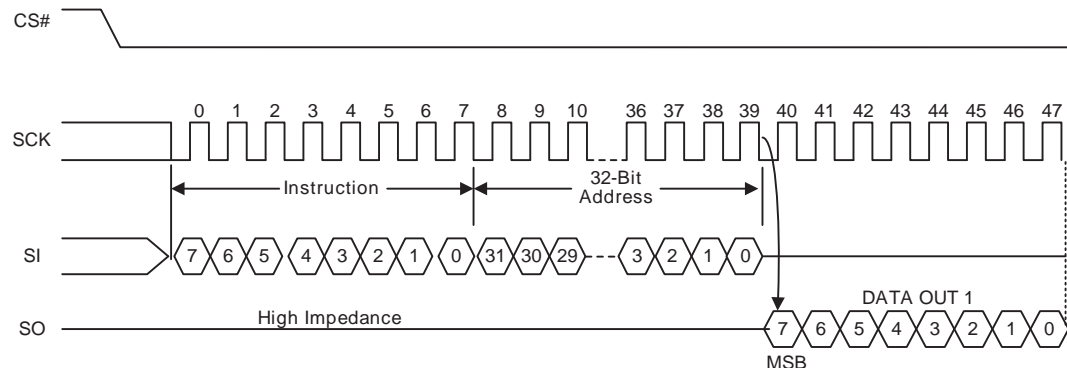 CS#
0 1 2 3 4 5 6 7 8 9 10 36 37 38 39 40 41 42 43 44 45 46 47
SCK
Instruction
32-Bit
Address
SI
7 6 5 4 3 2 1 0 31 30 29 3 2 1 0
DATA OUT 1
High Impedance
SO
7 6 5 4 3 2 1 0
MSB